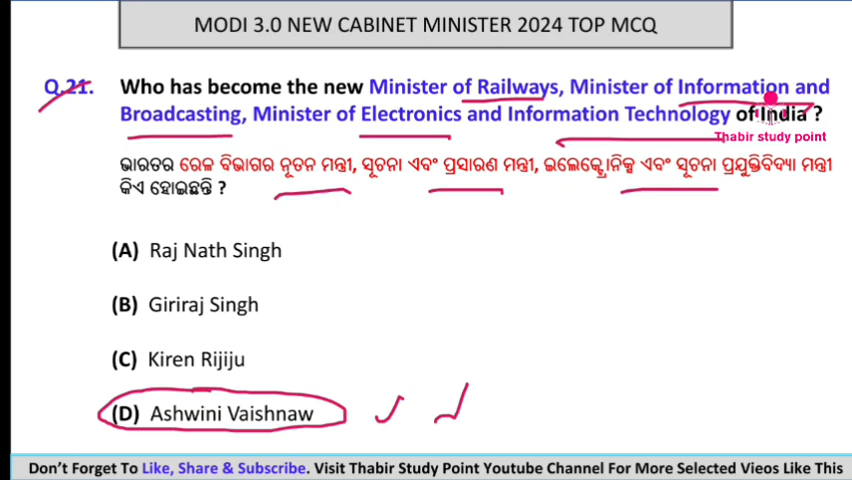 MODI 3.0 NEW CABINET MINISTER 2024 TOP MCQ
Q.21. Who has become the new Minister of Railways, Minister of Information and
Broadcasting, Minister of Electronics and Information Technology of India ?
Thabir study point
ଭାରତର ରେଳ ବିଭାଗର ନୂତନ ମନ୍ତ୍ରୀ, ସୂଚନା ଏବଂ ପ୍ରସାରଣ ମନ୍ତ୍ରୀ, ଇଲେକ୍ଟ୍ରୋନିକ୍ସ ଏବଂ ସୂଚନା ପ୍ରଯୁକ୍ତିବିଦ୍ୟା ମନ୍ତ୍ରୀ
କିଏ ହୋଇଛନ୍ତି ?
(A) Raj Nath Singh
(B) Giriraj Singh
(C) Kiren Rijiju
(D) Ashwini Vaishnaw
Don't Forget To Like, Share & Subscribe. Visit Thabir Study Point Youtube Channel For More Selected Vieos Like This